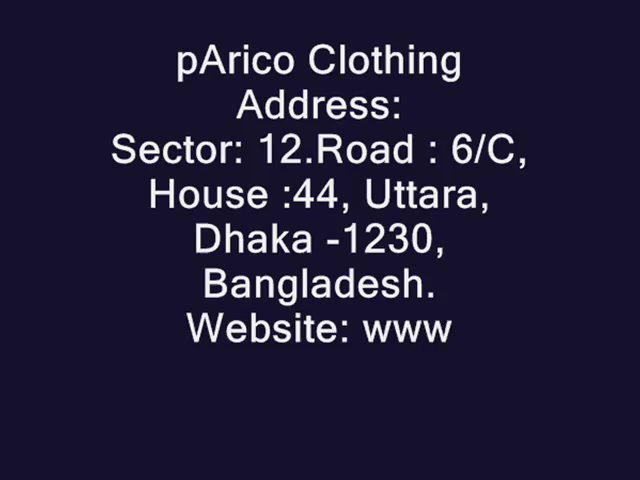 pArico Clothing
Address:
Sector: 12.Road : 6/C,
House :44, Uttara,
Dhaka -1230,
Bangladesh.
Website: www